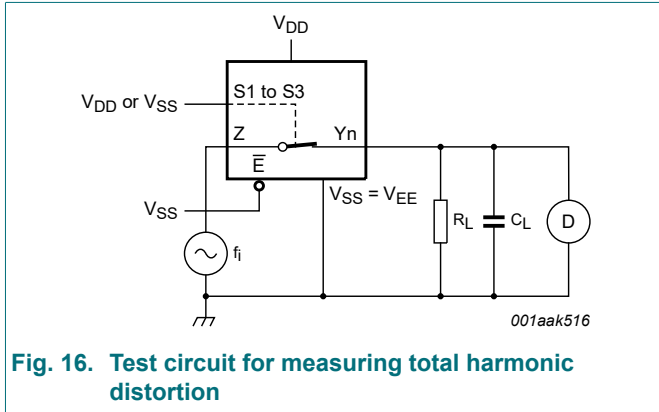 VDD
S1 to S3
VDD or VSS
Z
Yn
E̅
VSS = VEE
VSS
RL
CL
D
fi
001aak516
Fig. 16. Test circuit for measuring total harmonic
distortion